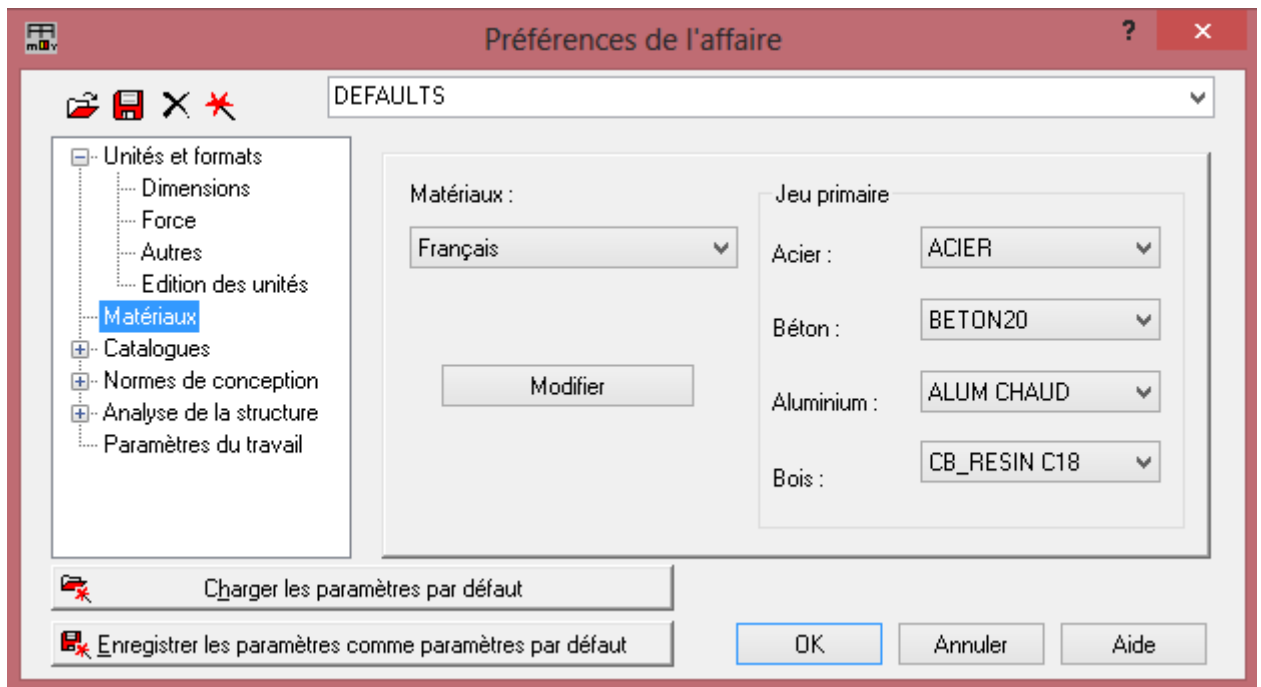 Préférences de l'affaire
?
DEFAULTS
Unités et formats
Dimensions
Force
Autres
Edition des unités
Matériaux
Catalogues
Normes de conception
Analyse de la structure
Paramètres du travail
Matériaux :
Français
Modifier
Jeu primaire
Acier :
ACIER
Béton :
BETON20
Aluminium :
ALUM CHAUD
Bois :
CB_RESIN C18
Charger les paramètres par défaut
Enregistrer les paramètres comme paramètres par défaut
OK
Annuler
Aide